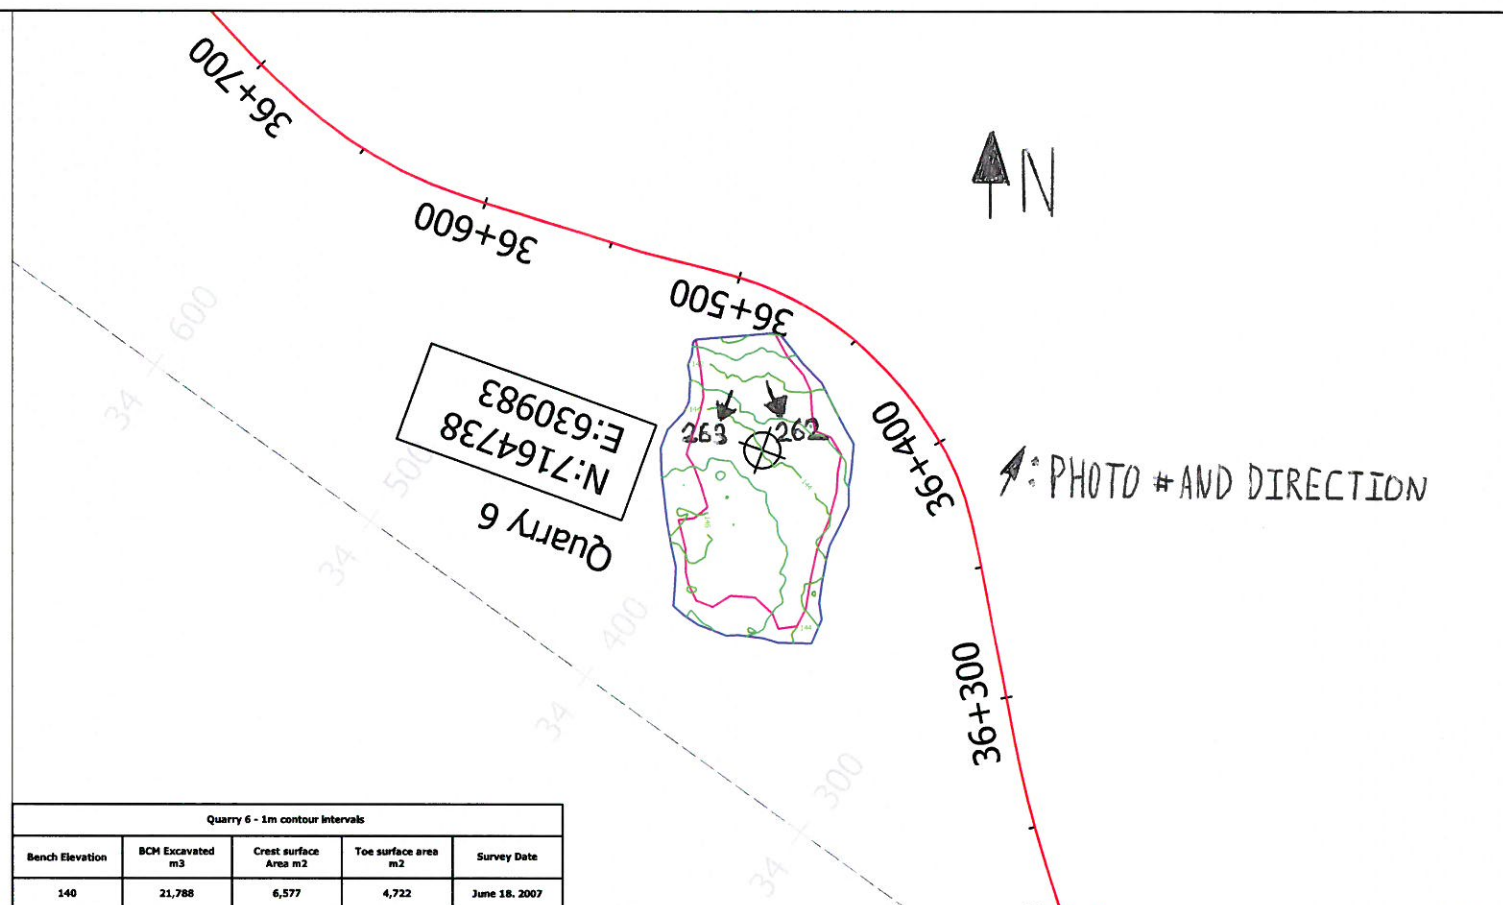 36+700
36+600
36+500
36+400
36+300
N
N:7164738
E:630983
Quarry 6
263
262
: PHOTO # AND DIRECTION
34 600
34 500
34 400
34 300
144
144
Quarry 6 - 1m contour intervals
Bench Elevation
BCM Excavated
m3
Crest surface
Area m2
Toe surface area
m2
Survey Date
140
21,788
6,577
4,722
June 18. 2007